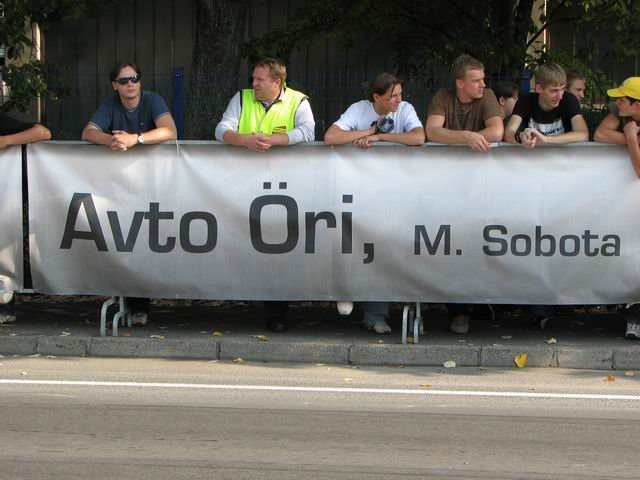 Avto Öri, M. Sobota